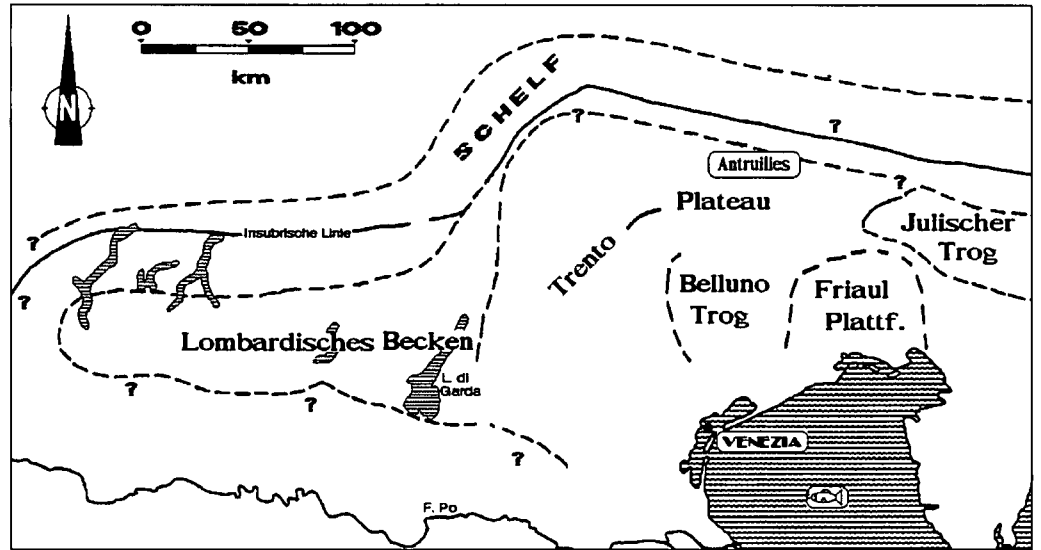 0 50 100
km
N
SCHELF
?
?
Antruilles
?
Plateau
Julischer
Trog
?
Insubrische Linie
Trento
?
Belluno
Trog
Friaul
Plattf.
Lombardisches Becken
L. di
Garda
?
?
VENEZIA
?
F. Po